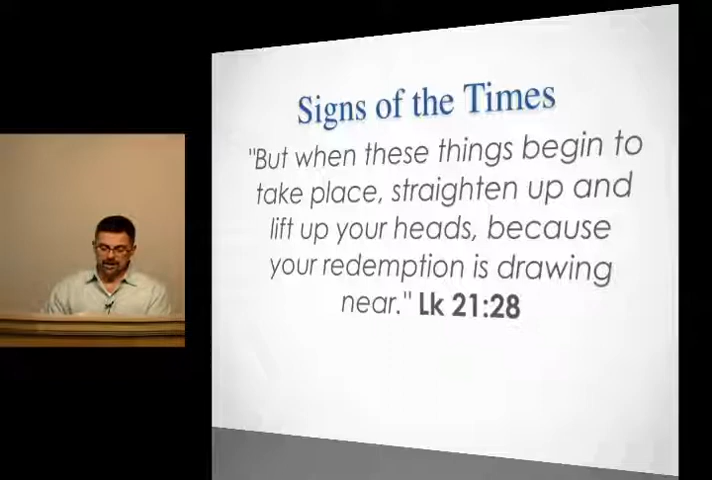 Signs of the Times
"But when these things begin to
take place, straighten up and
lift up your heads, because
your redemption is drawing
near." Lk 21:28